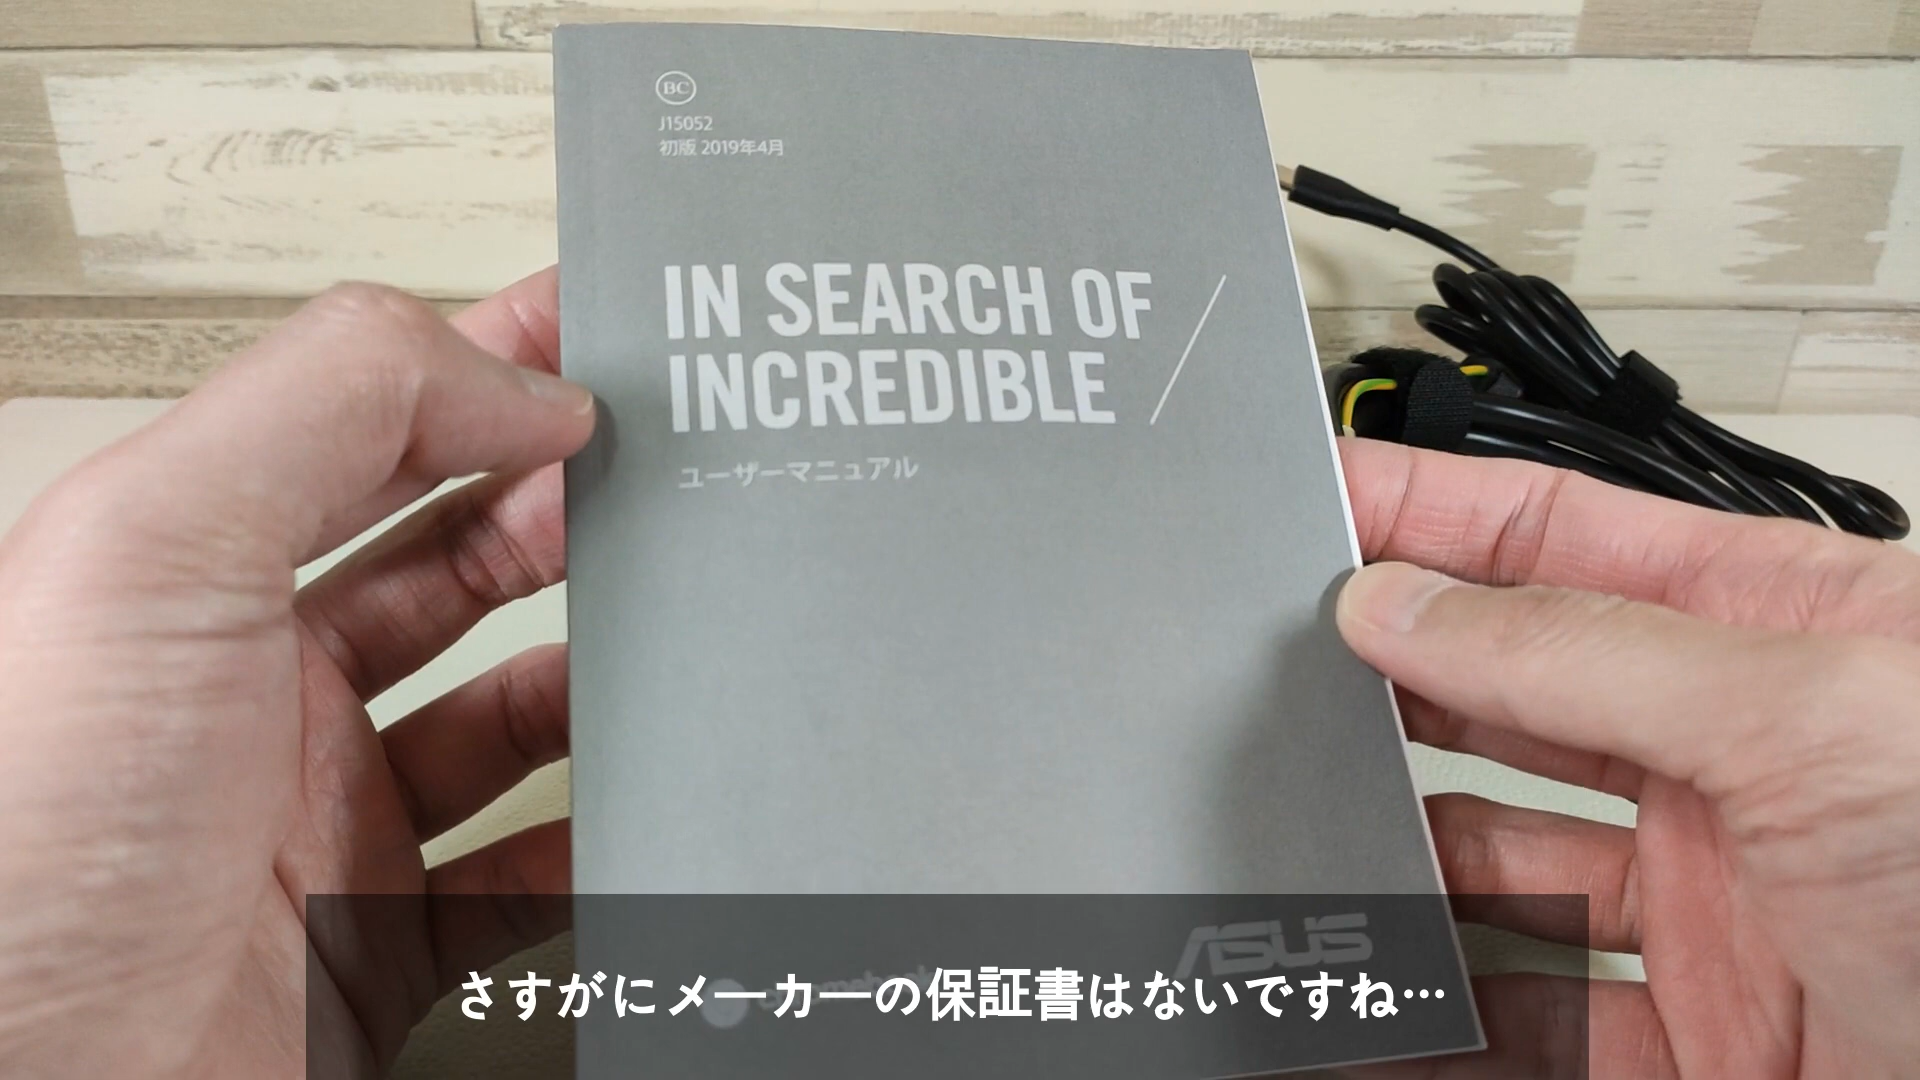 BC
J15052
初版 2019年4月
IN SEARCH OF
INCREDIBLE
ユーザーマニュアル
ASUS
chromebook
さすがにメーカーの保証書はないですね…